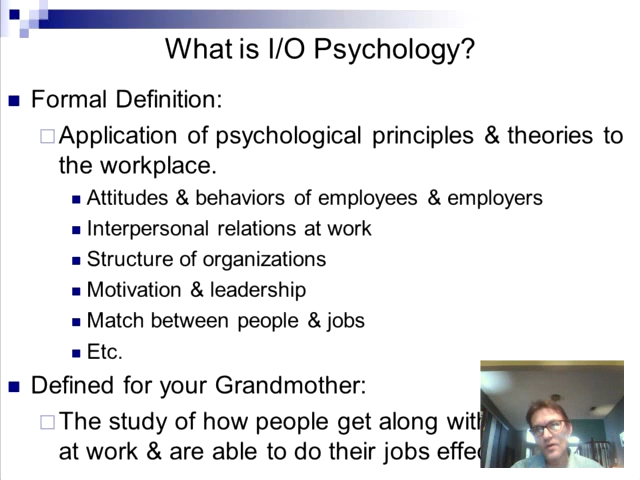 What is I/O Psychology?
Formal Definition:
Application of psychological principles & theories to
the workplace.
Attitudes & behaviors of employees & employers
Interpersonal relations at work
Structure of organizations
Motivation & leadership
Match between people & jobs
Etc.
Defined for your Grandmother:
The study of how people get along with
at work & are able to do their jobs